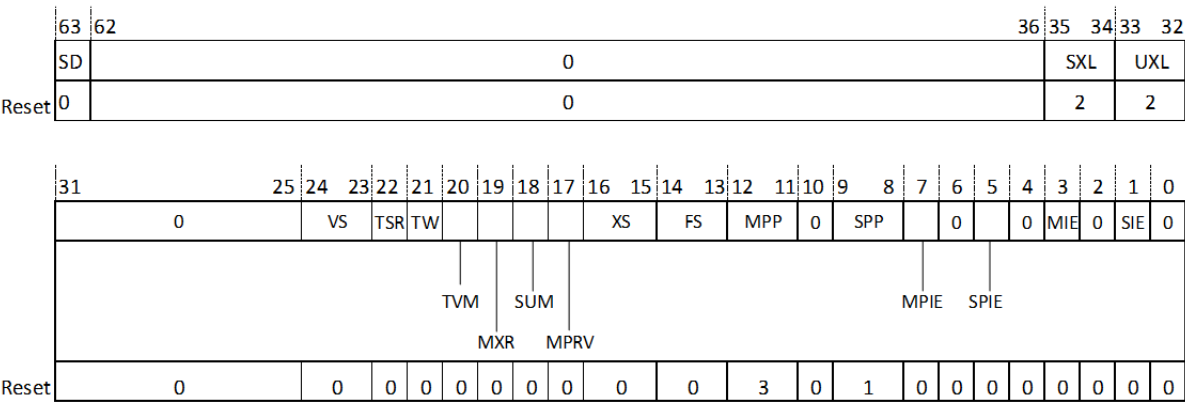 63 62 36 35 34 33 32
SD 0 SXL UXL
Reset 0 0 2 2
31 25 24 23 22 21 20 19 18 17 16 15 14 13 12 11 10 9 8 7 6 5 4 3 2 1 0
0 VS TSR TW XS FS MPP 0 SPP 0 0 MIE 0 SIE 0
TVM SUM MPIE SPIE
MXR MPRV
Reset 0 0 0 0 0 0 0 0 0 0 3 0 1 0 0 0 0 0 0 0 0